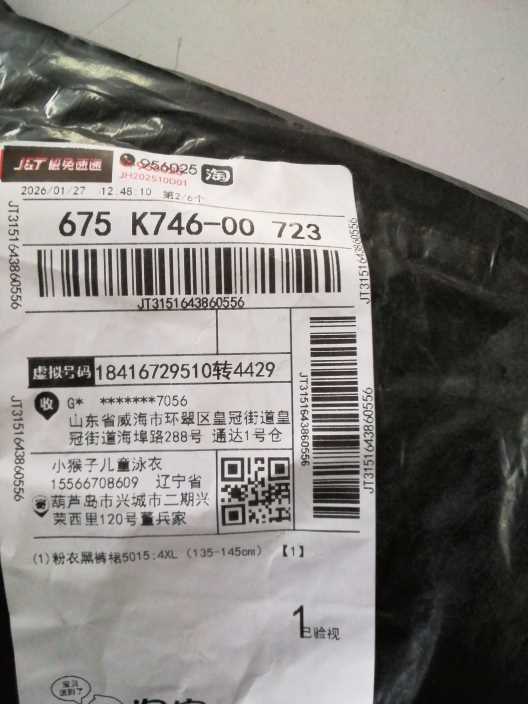 J&T 极兔速递
956D25
淘
JH202510D01
2026/01/27 12:48:10 第2/6个
675 K746-00 723
JT3151643860556
JT3151643860556
JT3151643860556
虚拟号码 18416729510转4429
收 G* *******7056
山东省威海市环翠区皇冠街道皇
冠街道海埠路288号 通达1号仓
JT3151643860556
JT3151643860556
JT3151643860556
小猴子儿童泳衣
15566708609 辽宁省
葫芦岛市兴城市二期兴
莱西里120号董兵家
(1)粉衣黑裤裙5015;4XL (135-145cm) 【1】
1
已验视